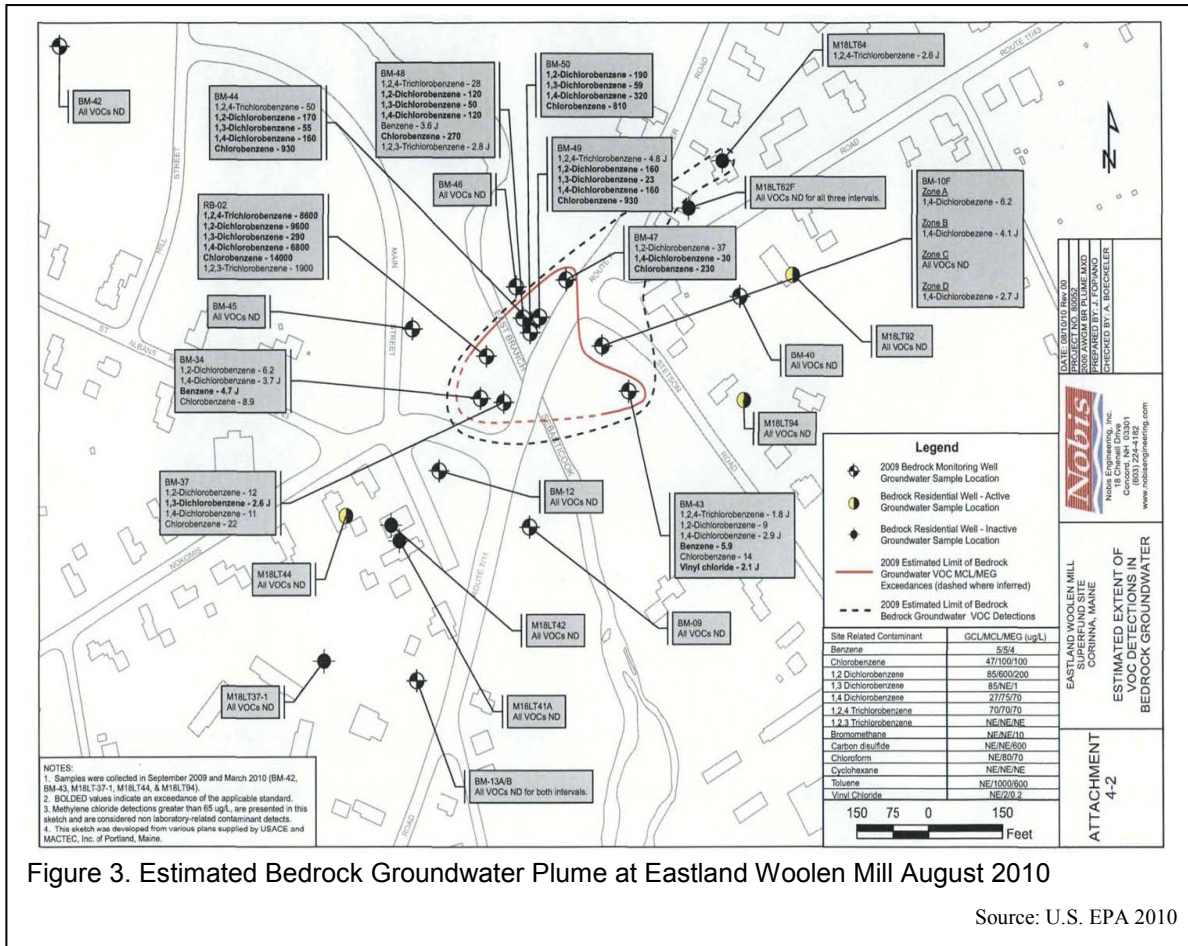 BM-42
All VOCs ND
BM-44
1,2,4-Trichlorobenzene - 50
1,2-Dichlorobenzene - 170
1,3-Dichlorobenzene - 55
1,4-Dichlorobenzene - 160
Chlorobenzene - 930
BM-48
1,2,4-Trichlorobenzene - 28
1,2-Dichlorobenzene - 120
1,3-Dichlorobenzene - 50
1,4-Dichlorobenzene - 120
Benzene - 3.6 J
Chlorobenzene - 270
1,2,3-Trichlorobenzene - 2.8 J
BM-50
1,2-Dichlorobenzene - 190
1,3-Dichlorobenzene - 59
1,4-Dichlorobenzene - 320
Chlorobenzene - 810
M18LT64
1,2,4-Trichlorobenzene - 2.6 J
BM-49
1,2,4-Trichlorobenzene - 4.8 J
1,2-Dichlorobenzene - 160
1,3-Dichlorobenzene - 23
1,4-Dichlorobenzene - 160
Chlorobenzene - 930
BM-46
All VOCs ND
M18LT62F
All VOCs ND for all three intervals.
BM-10F
Zone A
1,4-Dichlorobenzene - 6.2
Zone B
1,4-Dichlorobezene - 4.1 J
Zone C
All VOCs ND
Zone D
1,4-Dichlorobezene - 2.7 J
RB-02
1,2,4-Trichlorobenzene - 8600
1,2-Dichlorobenzene - 9600
1,3-Dichlorobenzene - 290
1,4-Dichlorobenzene - 6800
Chlorobenzene - 14000
1,2,3-Trichlorobenzene - 1900
BM-47
1,2-Dichlorobenzene - 37
1,4-Dichlorobenzene - 30
Chlorobenzene - 230
BM-45
All VOCs ND
BM-34
1,2-Dichlorobenzene - 6.2
1,4-Dichlorobenzene - 3.7 J
Benzene - 4.7 J
Chlorobenzene - 8.9
BM-40
All VOCs ND
M18LT92
All VOCs ND
M18LT94
All VOCs ND
BM-37
1,2-Dichlorobenzene - 12
1,3-Dichlorobenzene - 2.6 J
1,4-Dichlorobenzene - 11
Chlorobenzene - 22
BM-12
All VOCs ND
BM-43
1,2,4-Trichlorobenzene - 1.8 J
1,2-Dichlorobenzene - 9
1,4-Dichlorobenzene - 2.9 J
Benzene - 5.9
Chlorobenzene - 14
Vinyl chloride - 2.1 J
M18LT44
All VOCs ND
M18LT42
All VOCs ND
BM-09
All VOCs ND
M18LT37-1
All VOCs ND
M18LT41A
All VOCs ND
BM-13A/B
All VOCs ND for both intervals.
HILL
STREET
MAIN
STREET
ST
ALBANS
ST BRANCH
SEBASTICOOK
NOKOMIS
ROUTE 7/11
ROAD
STETSON
ROAD
ROUTE
ROAD
ROAD
ROUTE 11/43
N
Legend
2009 Bedrock Monitoring Well
Groundwater Sample Location
Bedrock Residential Well - Active
Groundwater Sample Location
Bedrock Residential Well - Inactive
Groundwater Sample Location
2009 Estimated Limit of Bedrock
Groundwater VOC MCL/MEG
Exceedances (dashed where inferred)
2009 Estimated Limit of Bedrock
Bedrock Groundwater VOC Detections
Site Related Contaminant GCL/MCL/MEG (ug/L)
Benzene 5/5/4
Chlorobenzene 47/100/100
1,2 Dichlorobenzene 85/600/200
1,3 Dichlorobenzene 85/NE/1
1,4 Dichlorobenzene 27/75/70
1,2,4 Trichlorobenzene 70/70/70
1,2,3 Trichlorobenzene NE/NE/NE
Bromomethane NE/NE/10
Carbon disulfide NE/NE/600
Chloroform NE/80/70
Cyclohexane NE/NE/NE
Toluene NE/1000/600
Vinyl Chloride NE/2/0.2
150 75 0 150
Feet
NOTES:
1. Samples were collected in September 2009 and March 2010 (BM-42,
BM-43, M18LT-37-1, M18LT44, & M18LT94).
2. BOLDED values indicate an exceedance of the applicable standard.
3. Methylene chloride detections greater than 65 ug/L, are presented in this
sketch and are considered non laboratory-related contaminant detects.
4. This sketch was developed from various plans supplied by USACE and
MACTEC, Inc. of Portland, Maine.
DATE: 08/10/10 Rev.00
PROJECT NO. 80052
2009 AWGM BR PLUME.MXD
PREPARED BY: J. FOPIANO
CHECKED BY: A. BOECKELER
Nobis
Nobis Engineering, Inc.
18 Chenell Drive
Concord, NH 03301
(603) 224-4182
www.nobisengineering.com
EASTLAND WOOLEN MILL
SUPERFUND SITE
CORINNA, MAINE
ESTIMATED EXTENT OF
VOC DETECTIONS IN
BEDROCK GROUNDWATER
ATTACHMENT
4-2
Figure 3. Estimated Bedrock Groundwater Plume at Eastland Woolen Mill August 2010
Source: U.S. EPA 2010